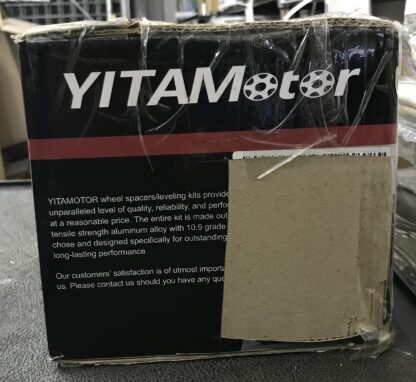 YITAMotor
YITAMOTOR wheel spacers/leveling kits provide
unparalleled level of quality, reliability, and perfo
at a reasonable price. The entire kit is made out
tensile strength aluminum alloy with 10.9 grade
chose and designed specifically for outstanding
long-lasting performance.
Our customers' satisfaction is of utmost importa
us. Please contact us should you have any que